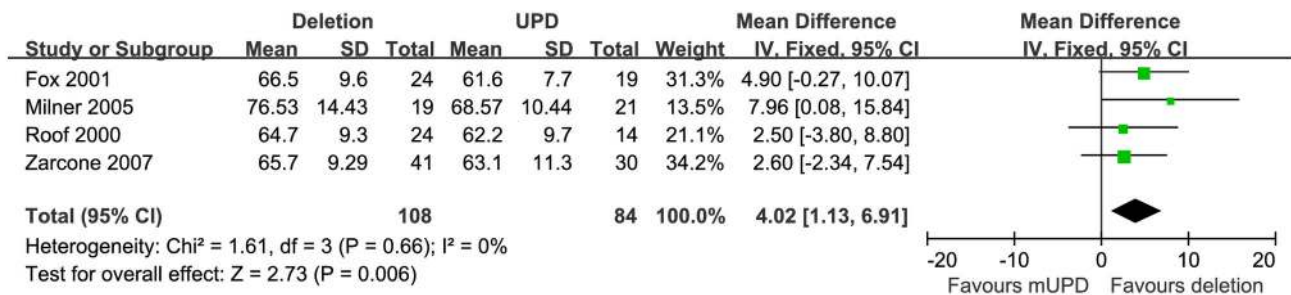 Deletion UPD Mean Difference Mean Difference
Study or Subgroup Mean SD Total Mean SD Total Weight IV, Fixed, 95% CI IV, Fixed, 95% CI
Fox 2001 66.5 9.6 24 61.6 7.7 19 31.3% 4.90 [-0.27, 10.07]
Milner 2005 76.53 14.43 19 68.57 10.44 21 13.5% 7.96 [0.08, 15.84]
Roof 2000 64.7 9.3 24 62.2 9.7 14 21.1% 2.50 [-3.80, 8.80]
Zarcone 2007 65.7 9.29 41 63.1 11.3 30 34.2% 2.60 [-2.34, 7.54]
Total (95% CI) 108 84 100.0% 4.02 [1.13, 6.91]
Heterogeneity: Chi² = 1.61, df = 3 (P = 0.66); I² = 0%
Test for overall effect: Z = 2.73 (P = 0.006)
-20 -10 0 10 20
Favours mUPD Favours deletion